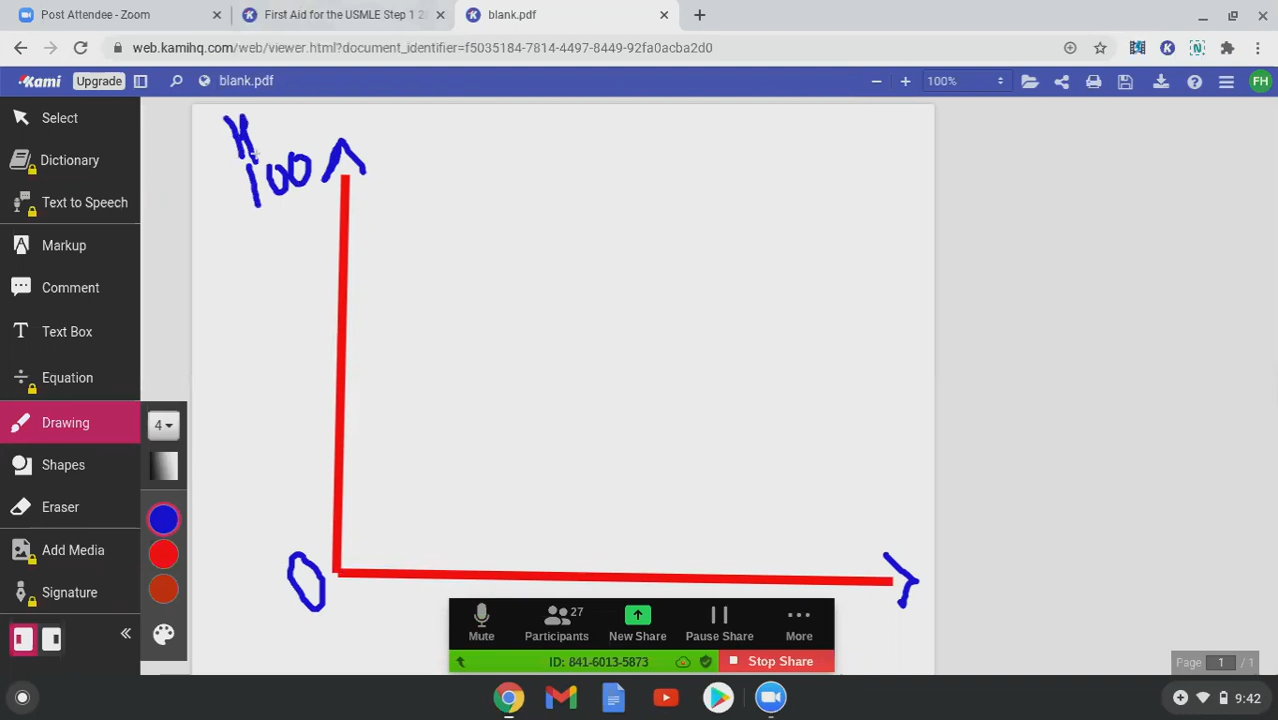 Post Attendee - Zoom
First Aid for the USMLE Step 1 2
blank.pdf
web.kamihq.com/web/viewer.html?document_identifier=f5035184-7814-4497-8449-92fa0acba2d0
Kami
Upgrade
blank.pdf
100%
FH
Select
Dictionary
Text to Speech
Markup
Comment
Text Box
Equation
Drawing
4
Shapes
Eraser
Add Media
Signature
100
0
Mute
Participants
27
New Share
Pause Share
More
ID: 841-6013-5873
Stop Share
Page 1 / 1
9:42